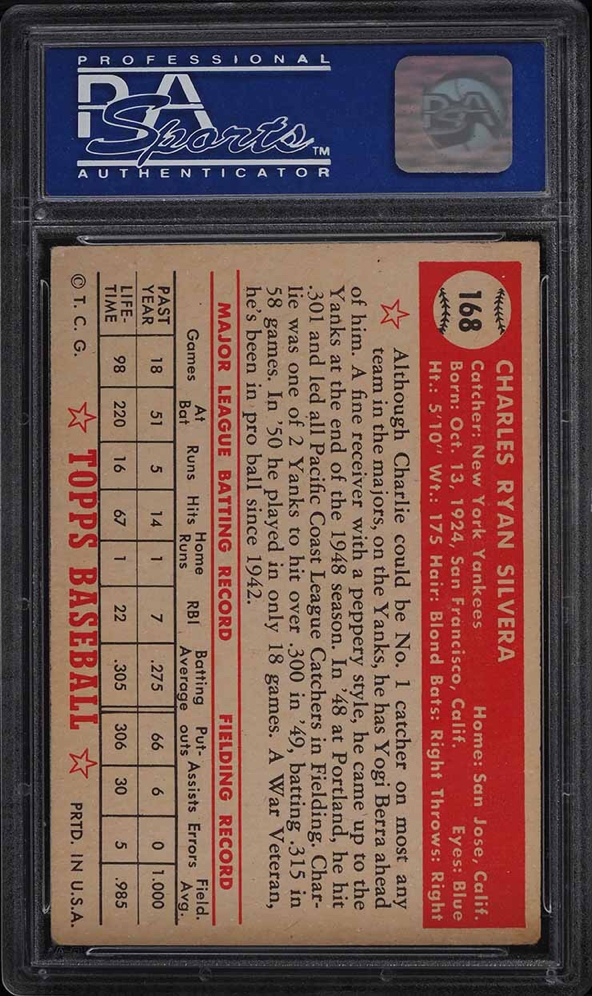 PROFESSIONAL
PSA
Sports™
AUTHENTICATOR
PSA
168
CHARLES RYAN SILVERA
Catcher: New York Yankees Home: San Jose, Calif.
Born: Oct. 13, 1924, San Francisco, Calif. Eyes: Blue
Ht.: 5'10" Wt.: 175 Hair: Blond Bats: Right Throws: Right
Although Charlie could be No. 1 catcher on most any
team in the majors, on the Yanks, he has Yogi Berra ahead
of him. A fine receiver with a peppery style, he came up to the
Yanks at the end of the 1948 season. In '48 at Portland, he hit
.301 and led all Pacific Coast League Catchers in Fielding. Char-
lie was one of 2 Yanks to hit over .300 in '49, batting .315 in
58 games. In '50 he played in only 18 games. A War Veteran,
he's been in pro ball since 1942.
MAJOR LEAGUE BATTING RECORD FIELDING RECORD
Games At Bat Runs Hits Home Runs RBI Batting Average Put-outs Assists Errors Field. Avg.
PAST YEAR 18 51 5 14 1 7 .275 66 6 0 1.000
LIFE-TIME 98 220 16 67 1 22 .305 306 30 5 .985
© T. C. G. ☆ TOPPS BASEBALL ☆ PRTD. IN U.S.A.